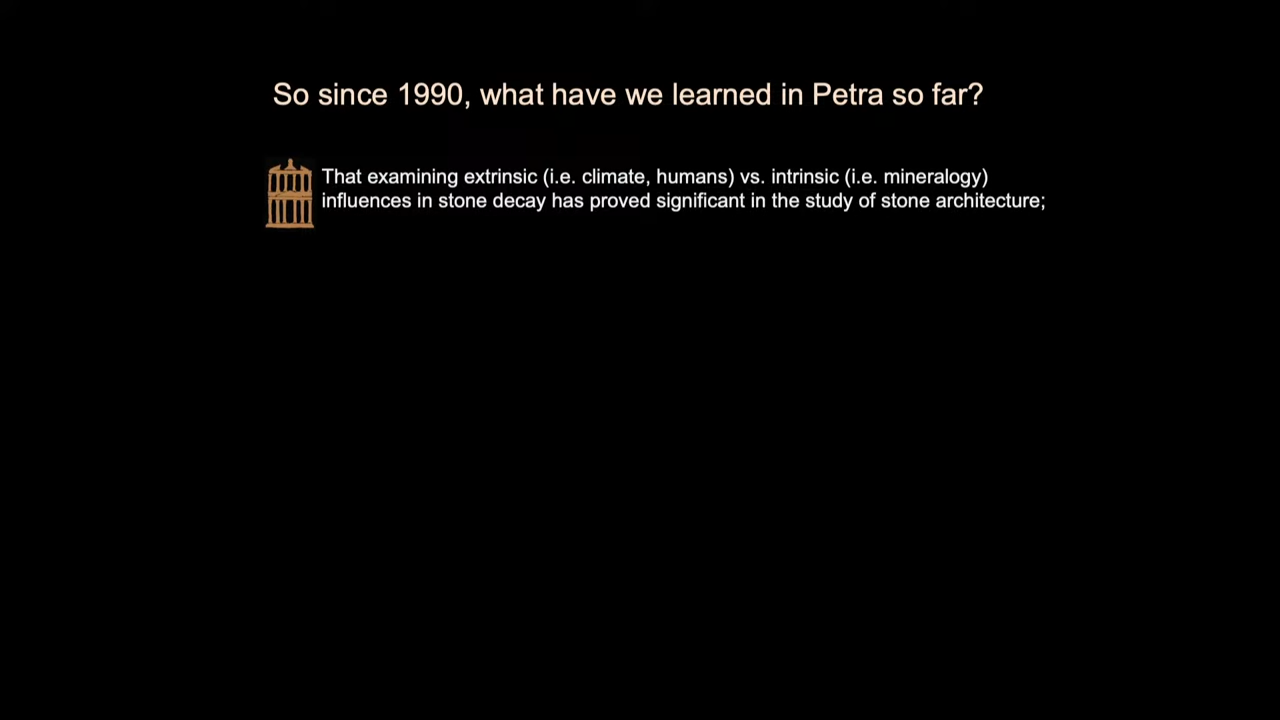 So since 1990, what have we learned in Petra so far?
That examining extrinsic (i.e. climate, humans) vs. intrinsic (i.e. mineralogy)
influences in stone decay has proved significant in the study of stone architecture;